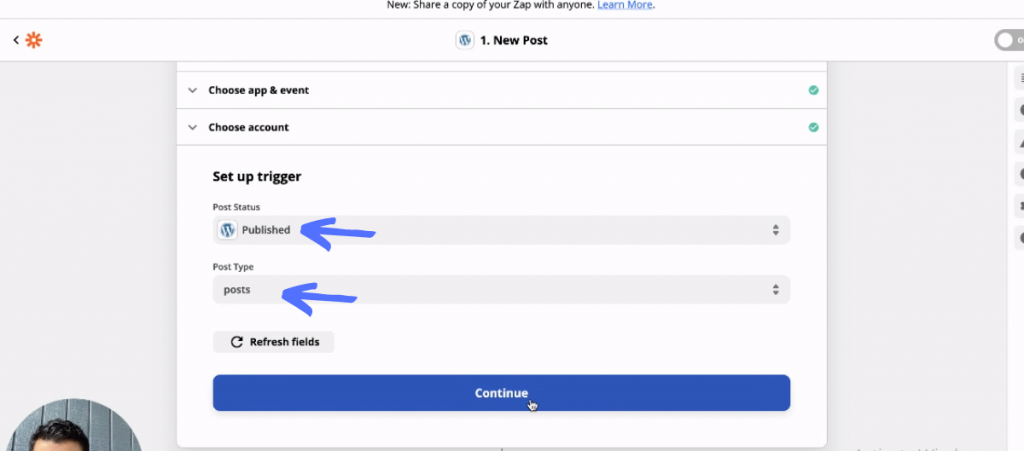 New: Share a copy of your Zap with anyone. Learn More.
1. New Post
Choose app & event
Choose account
Set up trigger
Post Status
Published
Post Type
posts
Refresh fields
Continue